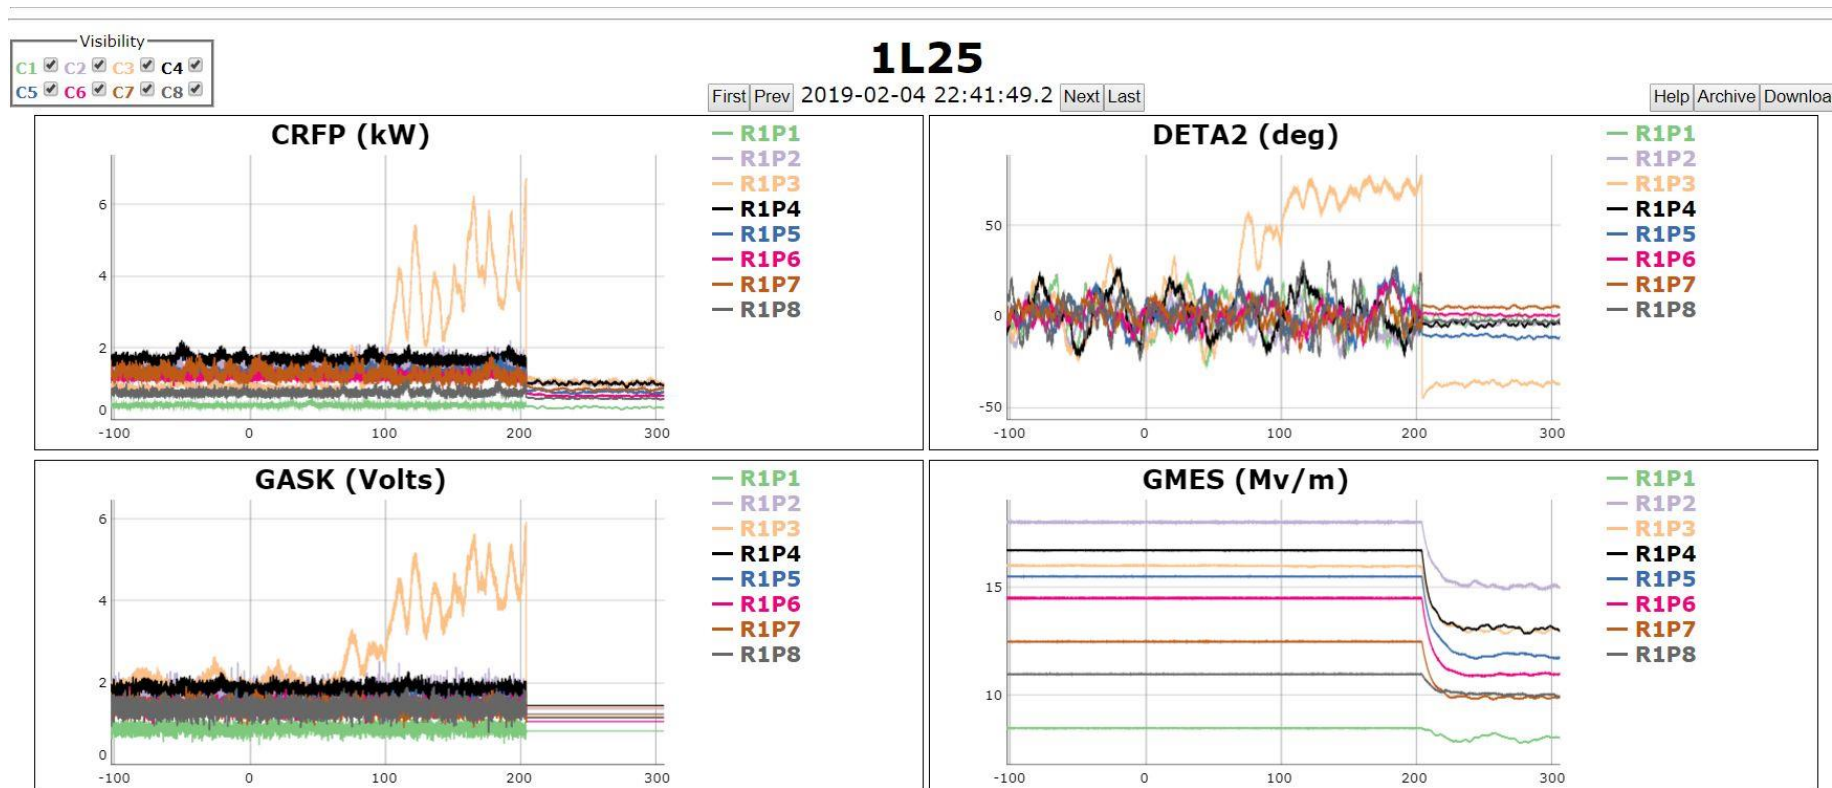 Visibility
C1 C2 C3 C4
C5 C6 C7 C8
1L25
First Prev 2019-02-04 22:41:49.2 Next Last
Help Archive Downloa
CRFP (kW)
R1P1
R1P2
R1P3
R1P4
R1P5
R1P6
R1P7
R1P8
6
4
2
0
-100 0 100 200 300
DETA2 (deg)
R1P1
R1P2
R1P3
R1P4
R1P5
R1P6
R1P7
R1P8
50
0
-50
-100 0 100 200 300
GASK (Volts)
R1P1
R1P2
R1P3
R1P4
R1P5
R1P6
R1P7
R1P8
6
4
2
0
-100 0 100 200 300
GMES (Mv/m)
R1P1
R1P2
R1P3
R1P4
R1P5
R1P6
R1P7
R1P8
15
10
-100 0 100 200 300